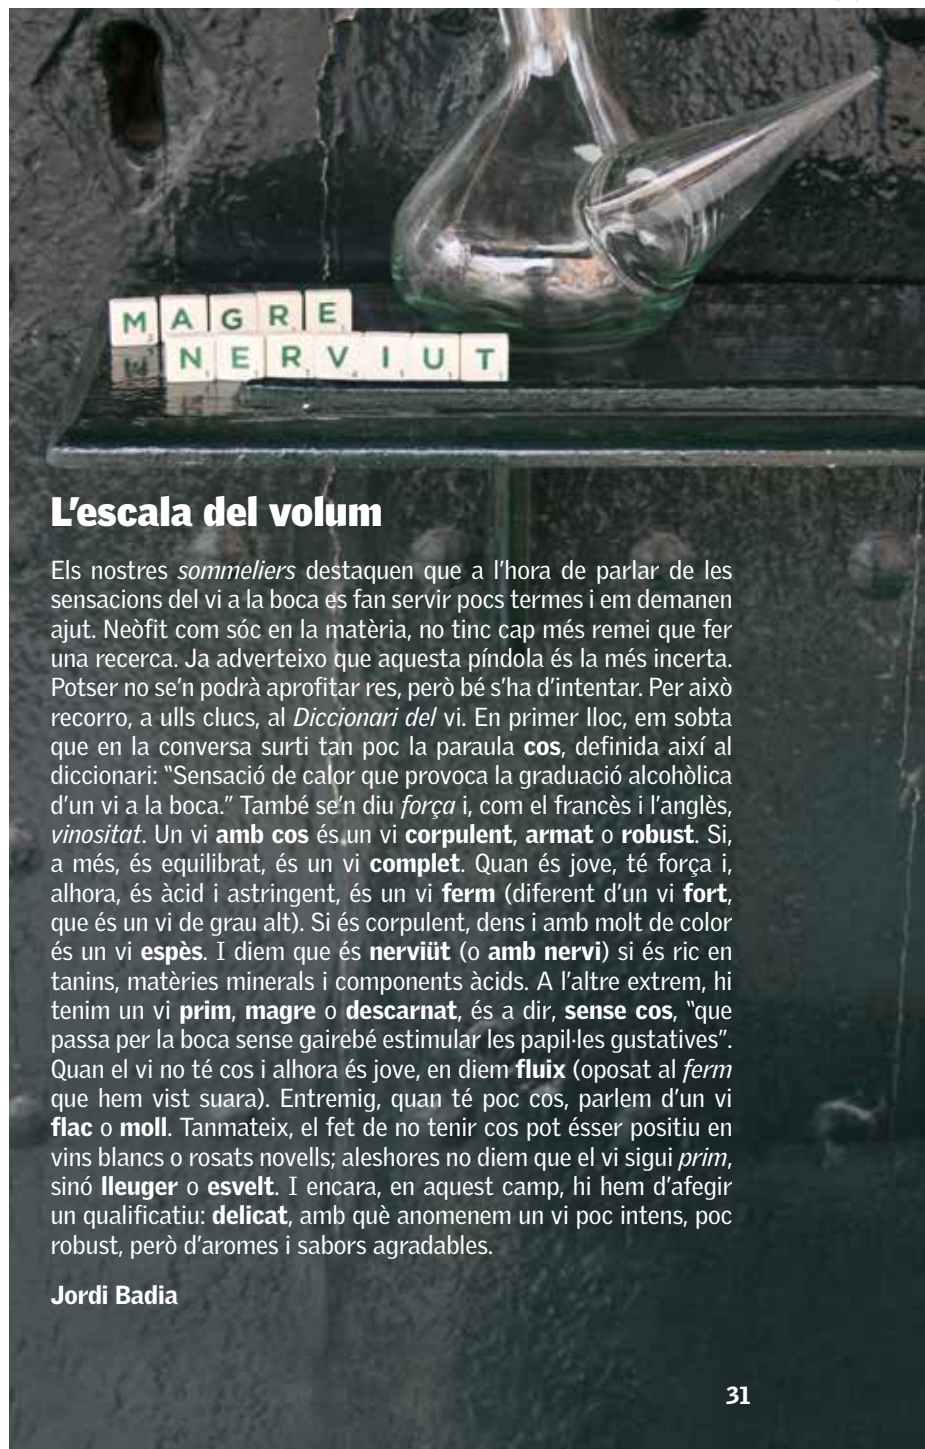 MAGRE
NERVIUT
L'escala del volum
Els nostres sommeliers destaquen que a l'hora de parlar de les
sensacions del vi a la boca es fan servir pocs termes i em demanen
ajut. Neòfit com sóc en la matèria, no tinc cap més remei que fer
una recerca. Ja adverteixo que aquesta píndola és la més incerta.
Potser no se'n podrà aprofitar res, però bé s'ha d'intentar. Per això
recorro, a ulls clucs, al Diccionari del vi. En primer lloc, em sobta
que en la conversa surti tan poc la paraula cos, definida així al
diccionari: "Sensació de calor que provoca la graduació alcohòlica
d'un vi a la boca." També se'n diu força i, com el francès i l'anglès,
vinositat. Un vi amb cos és un vi corpulent, armat o robust. Si,
a més, és equilibrat, és un vi complet. Quan és jove, té força i,
alhora, és àcid i astringent, és un vi ferm (diferent d'un vi fort,
que és un vi de grau alt). Si és corpulent, dens i amb molt de color
és un vi espès. I diem que és nerviüt (o amb nervi) si és ric en
tanins, matèries minerals i components àcids. A l'altre extrem, hi
tenim un vi prim, magre o descarnat, és a dir, sense cos, "que
passa per la boca sense gairebé estimular les papil·les gustatives".
Quan el vi no té cos i alhora és jove, en diem fluix (oposat al ferm
que hem vist suara). Entremig, quan té poc cos, parlem d'un vi
flac o moll. Tanmateix, el fet de no tenir cos pot ésser positiu en
vins blancs o rosats novells; aleshores no diem que el vi sigui prim,
sinó lleuger o esvelt. I encara, en aquest camp, hi hem d'afegir
un qualificatiu: delicat, amb què anomenem un vi poc intens, poc
robust, però d'aromes i sabors agradables.
Jordi Badia
31